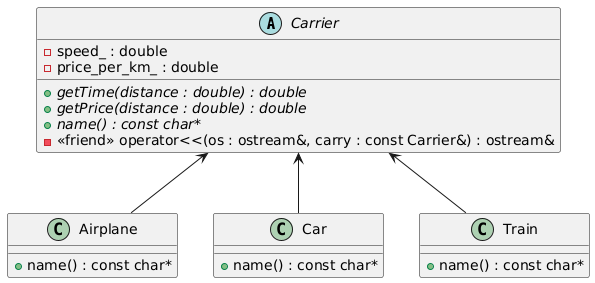 A Carrier
speed_ : double
price_per_km_ : double
getTime(distance : double) : double
getPrice(distance : double) : double
name() : const char*
«friend» operator<<(os : ostream&, carry : const Carrier&) : ostream&
C Airplane
name() : const char*
C Car
name() : const char*
C Train
name() : const char*